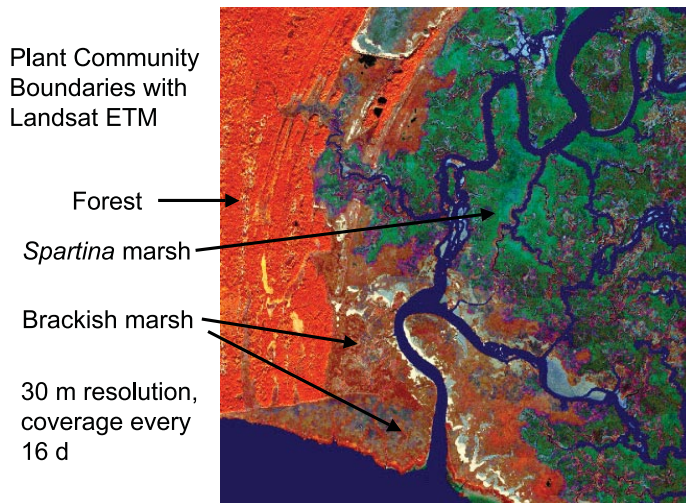 Plant Community
Boundaries with
Landsat ETM
Forest
Spartina marsh
Brackish marsh
30 m resolution,
coverage every
16 d